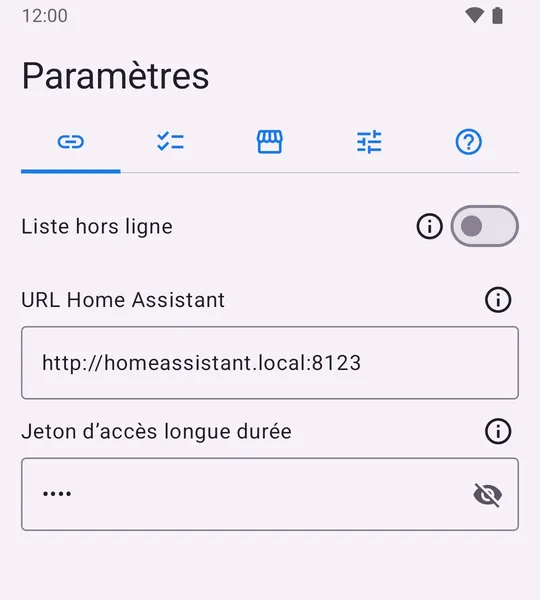 12:00
Paramètres
Liste hors ligne
URL Home Assistant
http://homeassistant.local:8123
Jeton d’accès longue durée
••••